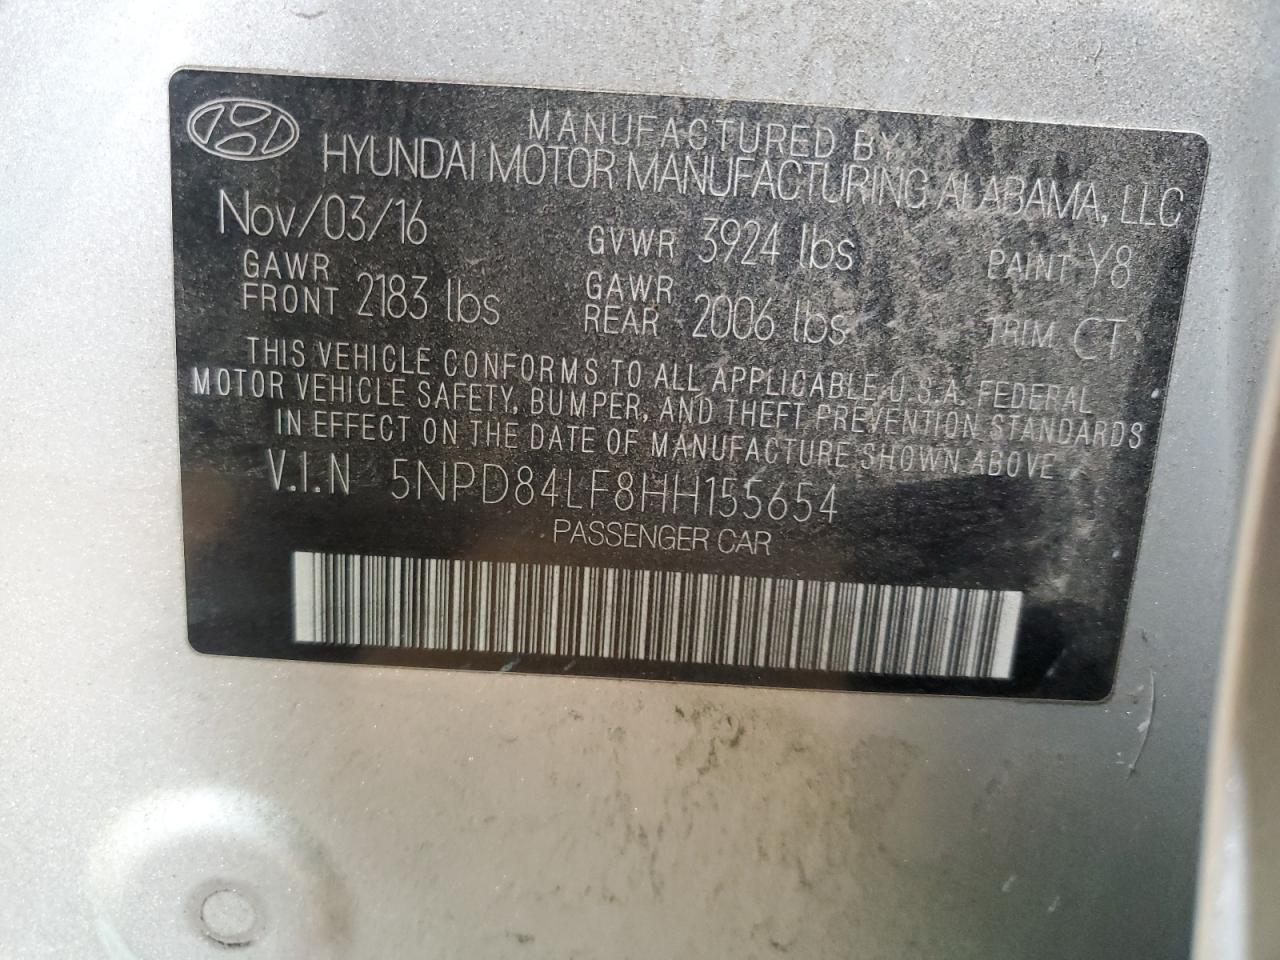 MANUFACTURED BY
HYUNDAI MOTOR MANUFACTURING ALABAMA, LLC
Nov/03/16 GVWR 3924 lbs PAINT Y8
GAWR FRONT 2183 lbs GAWR REAR 2006 lbs TRIM CT
THIS VEHICLE CONFORMS TO ALL APPLICABLE U.S.A. FEDERAL
MOTOR VEHICLE SAFETY, BUMPER, AND THEFT PREVENTION STANDARDS
IN EFFECT ON THE DATE OF MANUFACTURE SHOWN ABOVE
V.I.N 5NPD84LF8HH155654
PASSENGER CAR